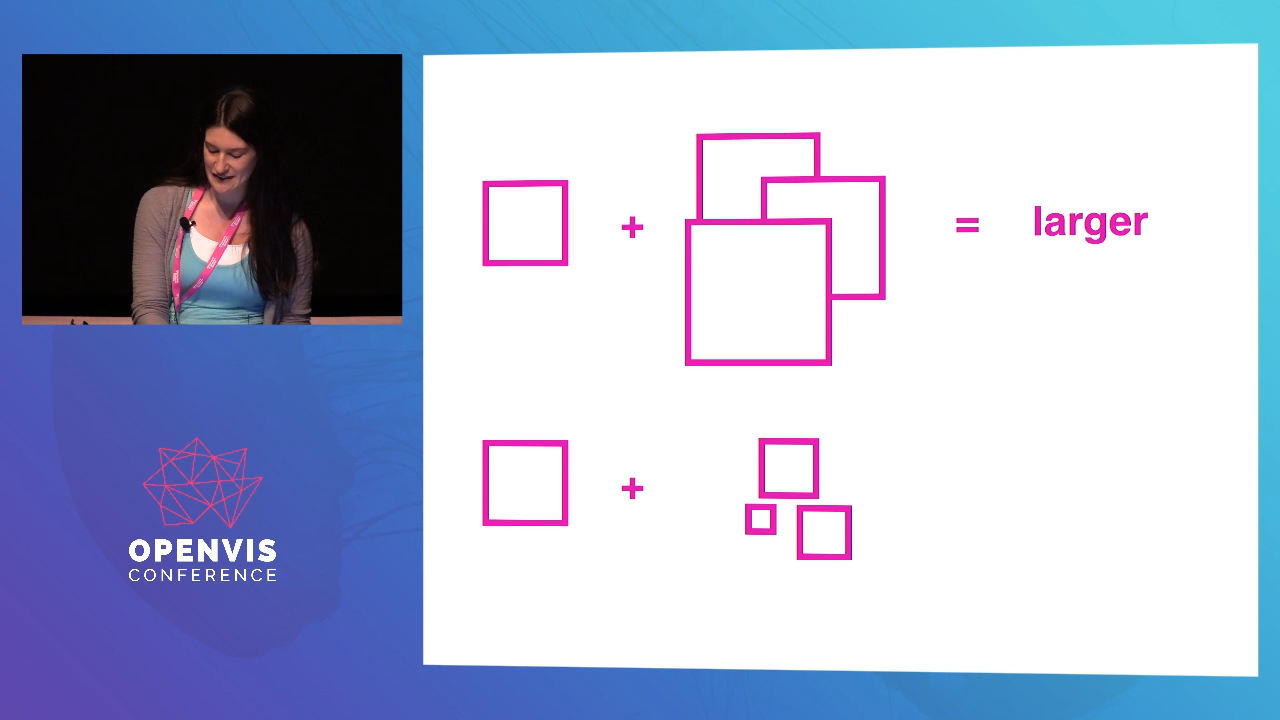 +
= larger
+
OPENVIS
CONFERENCE